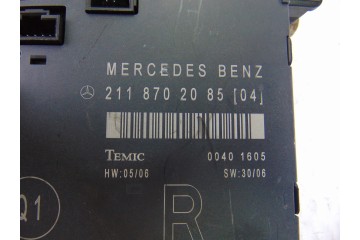 MERCEDES BENZ
211 870 20 85 [04]
TEMIC 0040 1605
HW:05/06 SW:30/06
Q1 R